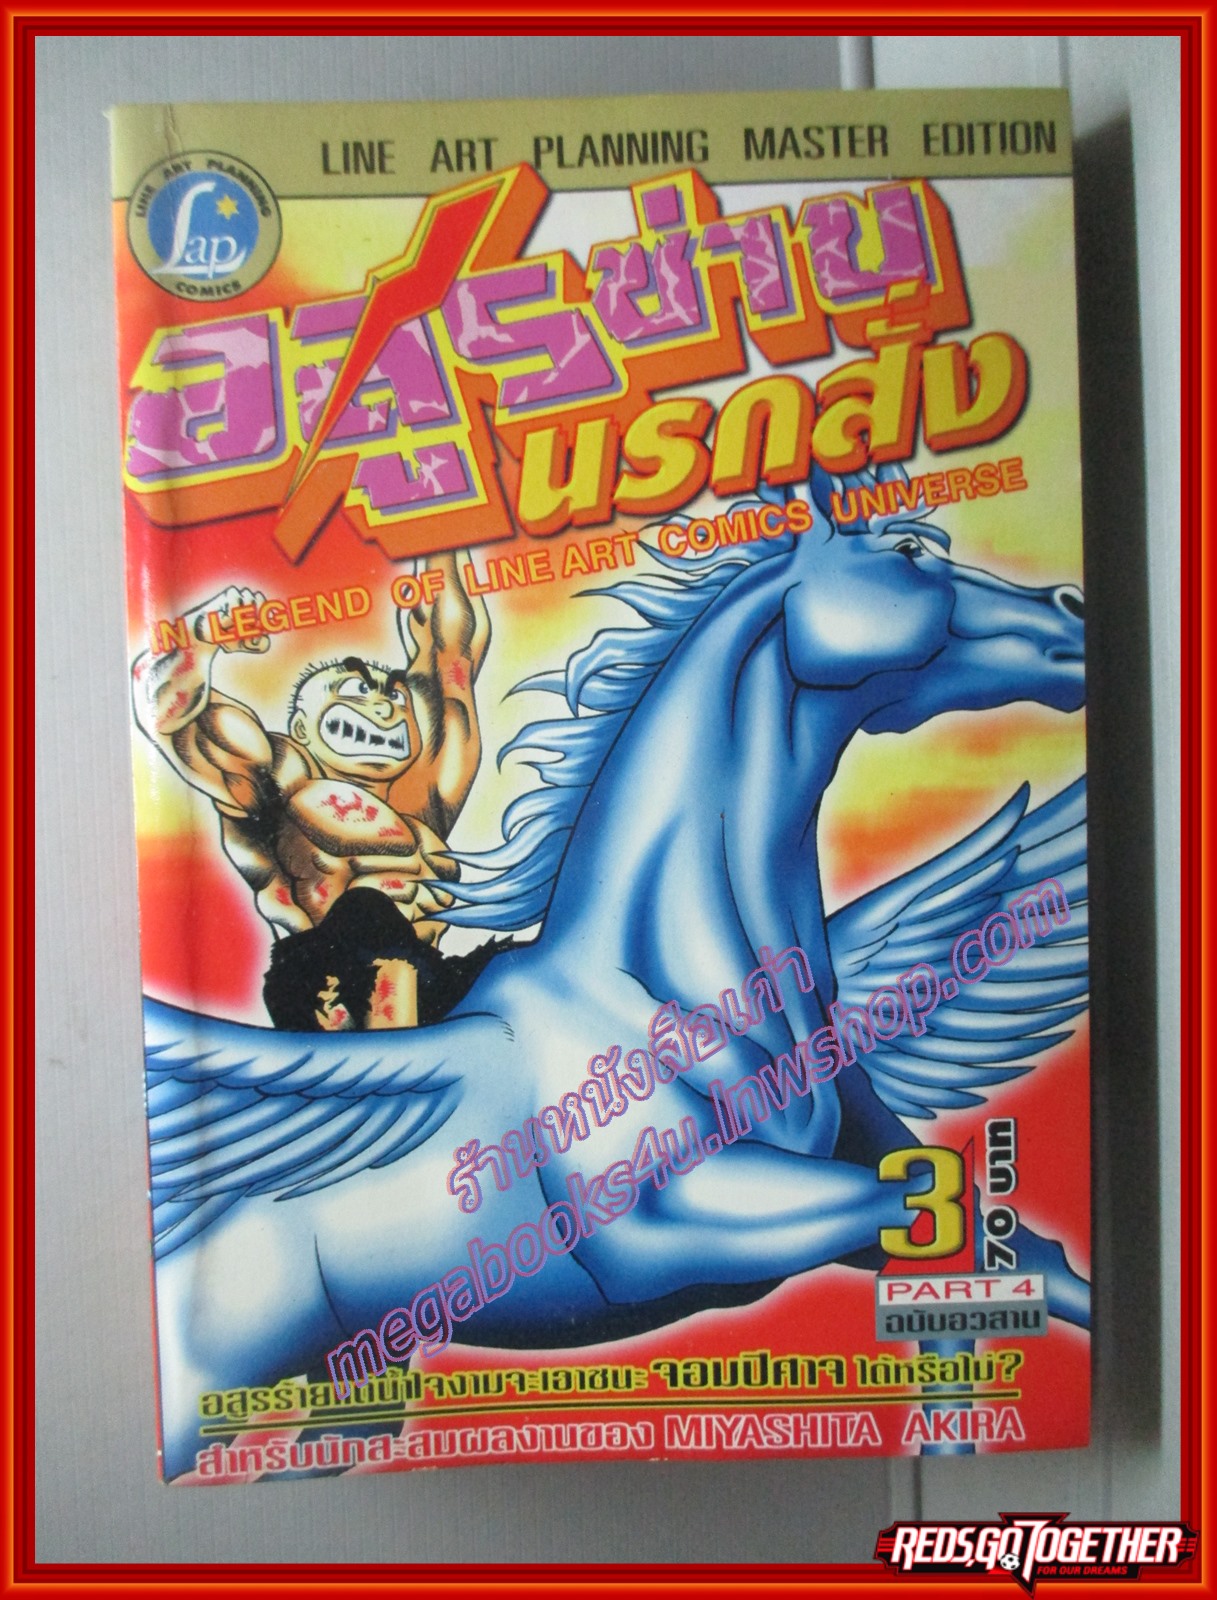 LINE ART PLANNING MASTER EDITION
LINE ART PLANNING
Lap
COMICS
อสูรซ่าน
นรกสั่ง
IN LEGEND OF LINE ART COMICS UNIVERSE
ร้านหนังสือเก่า
megabooks4u.lnwshop.com
3
70 บาท
PART 4
ฉบับอวสาน
อสูรร้ายแต่น้ำใจงามจะเอาชนะ จอมปีศาจ ได้หรือไม่?
สำหรับนักสะสมผลงานของ MIYASHITA AKIRA
REDS,GO TOGETHER
FOR OUR DREAMS